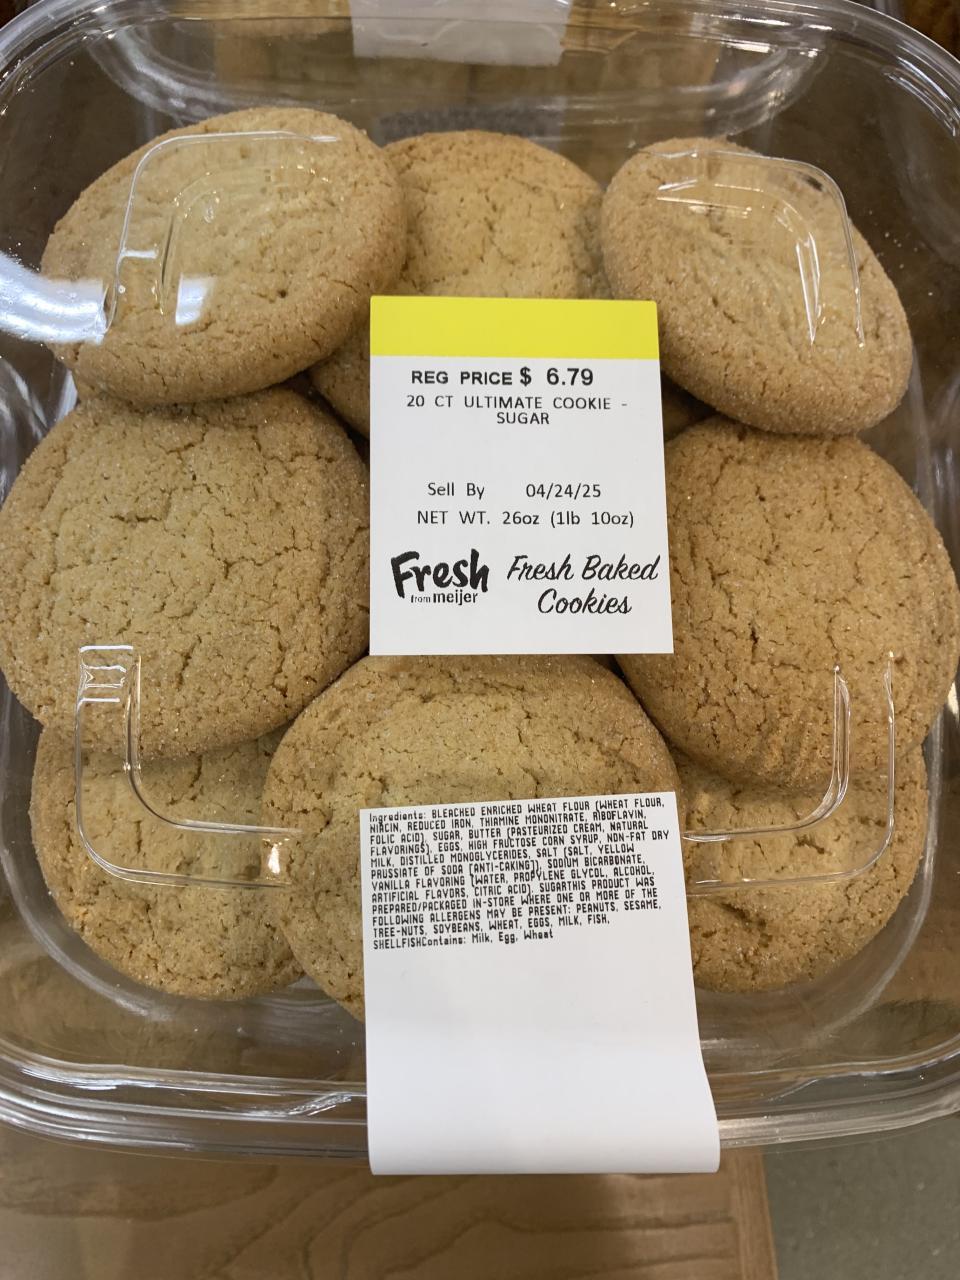 REG PRICE $ 6.79
20 CT ULTIMATE COOKIE -
SUGAR
Sell By 04/24/25
NET WT. 26oz (1lb 10oz)
Fresh
from meijer
Fresh Baked
Cookies
Ingredients: BLEACHED ENRICHED WHEAT FLOUR (WHEAT FLOUR,
NIACIN, REDUCED IRON, THIAMINE MONONITRATE, RIBOFLAVIN,
FOLIC ACID), SUGAR, BUTTER (PASTEURIZED CREAM, NATURAL
FLAVORINGS), EGGS, HIGH FRUCTOSE CORN SYRUP, NON-FAT DRY
MILK, DISTILLED MONOGLYCERIDES, SALT (SALT, YELLOW
PRUSSIATE OF SODA [ANTI-CAKING]), SODIUM BICARBONATE,
VANILLA FLAVORING (WATER, PROPYLENE GLYCOL, ALCOHOL,
ARTIFICIAL FLAVORS, CITRIC ACID). SUGARTHIS PRODUCT WAS
PREPARED/PACKAGED IN-STORE WHERE ONE OR MORE OF THE
FOLLOWING ALLERGENS MAY BE PRESENT: PEANUTS, SESAME,
TREE-NUTS, SOYBEANS, WHEAT, EGGS, MILK, FISH,
SHELLFISHContains: Milk, Egg, Wheat